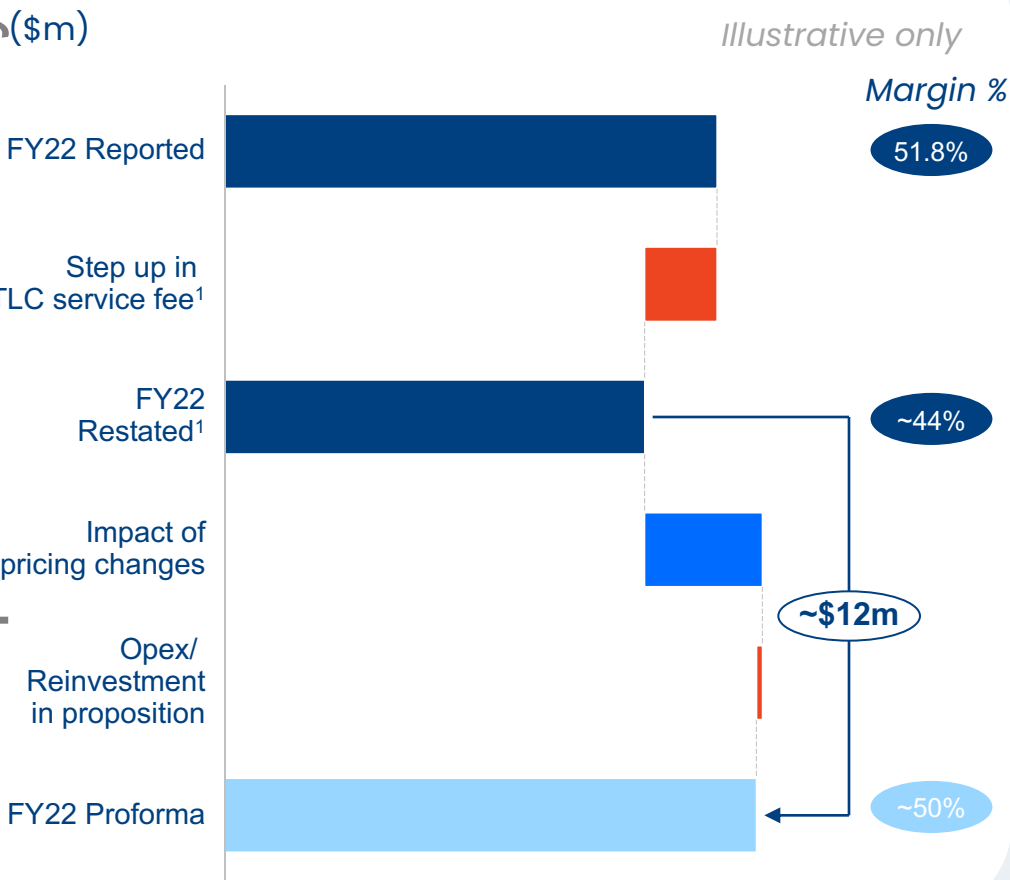 ($m)
Illustrative only
Margin %
FY22 Reported
51.8%
Step up in
TLC service fee¹
FY22
Restated¹
~44%
Impact of
pricing changes
~$12m
Opex/
Reinvestment
in proposition
FY22 Proforma
~50%